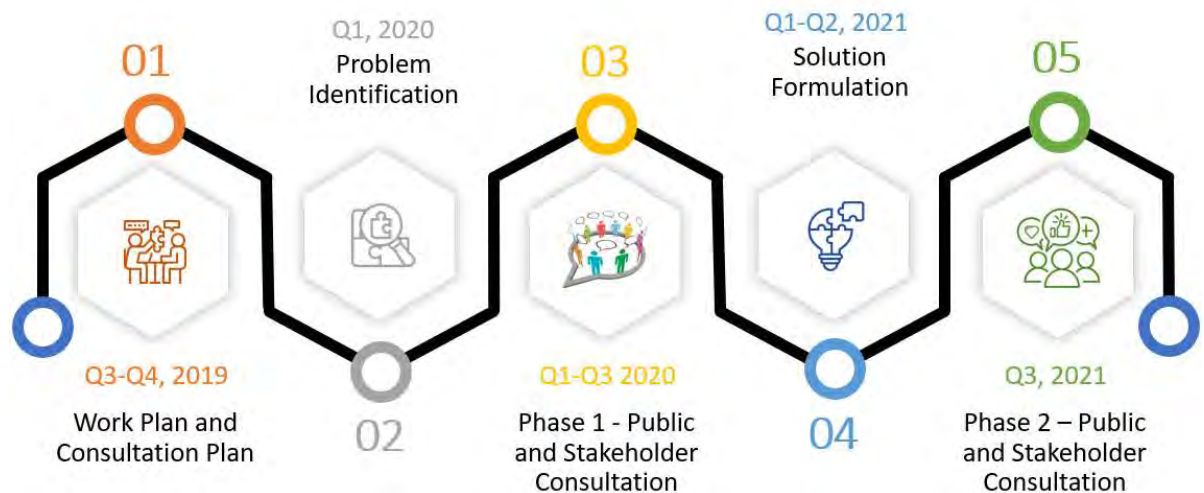 01
Q3-Q4, 2019
Work Plan and
Consultation Plan
Q1, 2020
Problem
Identification
02
03
Q1-Q3 2020
Phase 1 - Public
and Stakeholder
Consultation
Q1-Q2, 2021
Solution
Formulation
04
05
Q3, 2021
Phase 2 – Public
and Stakeholder
Consultation